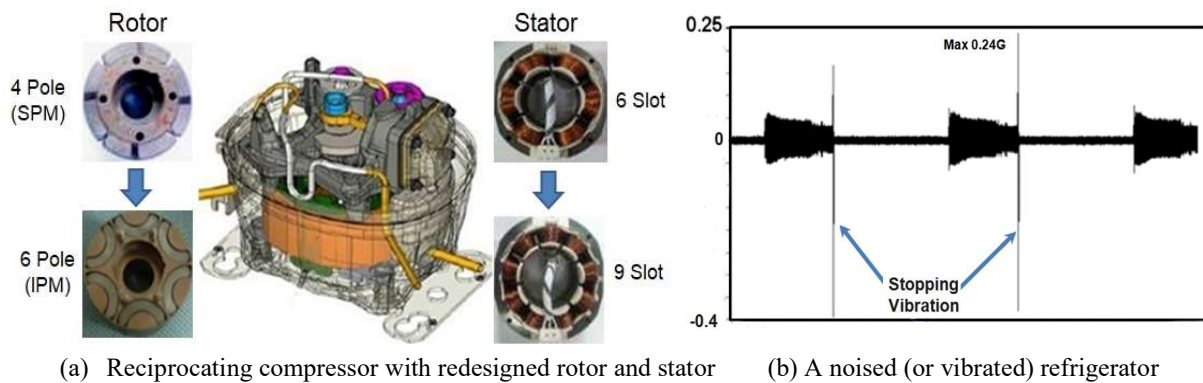 Rotor
4 Pole
(SPM)
6 Pole
(IPM)
Stator
6 Slot
9 Slot
0.25
Max 0.24G
0
Stopping
Vibration
-0.4
(a) Reciprocating compressor with redesigned rotor and stator
(b) A noised (or vibrated) refrigerator